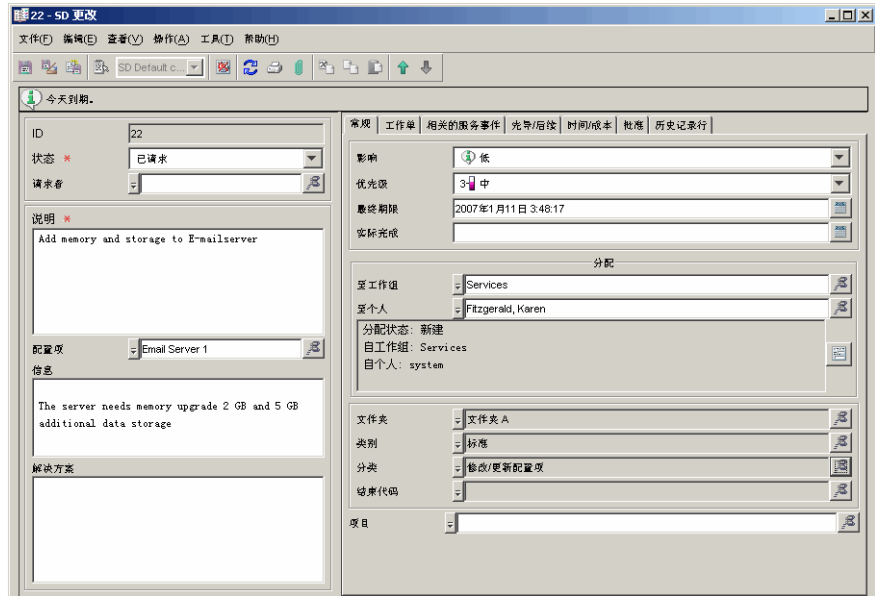 22 - SD 更改
文件(F) 编辑(E) 查看(V) 操作(A) 工具(T) 帮助(H)
SD Default c...
今天到期。
ID 22
状态 * 已请求
请求者
说明 *
Add memory and storage to E-mailserver
配置项 Email Server 1
信息
The server needs memory upgrade 2 GB and 5 GB
additional data storage
解决方案
常规 工作单 相关的服务事件 先导/后续 时间/成本 批准 历史记录行
影响 低
优先级 3- 中
最终期限 2007年1月11日 3:48:17
实际完成
分配
至工作组 Services
至个人 Fitzgerald, Karen
分配状态: 新建
自工作组: Services
自个人: system
文件夹 文件夹 A
类别 标准
分类 修改/更新配置项
结束代码
项目